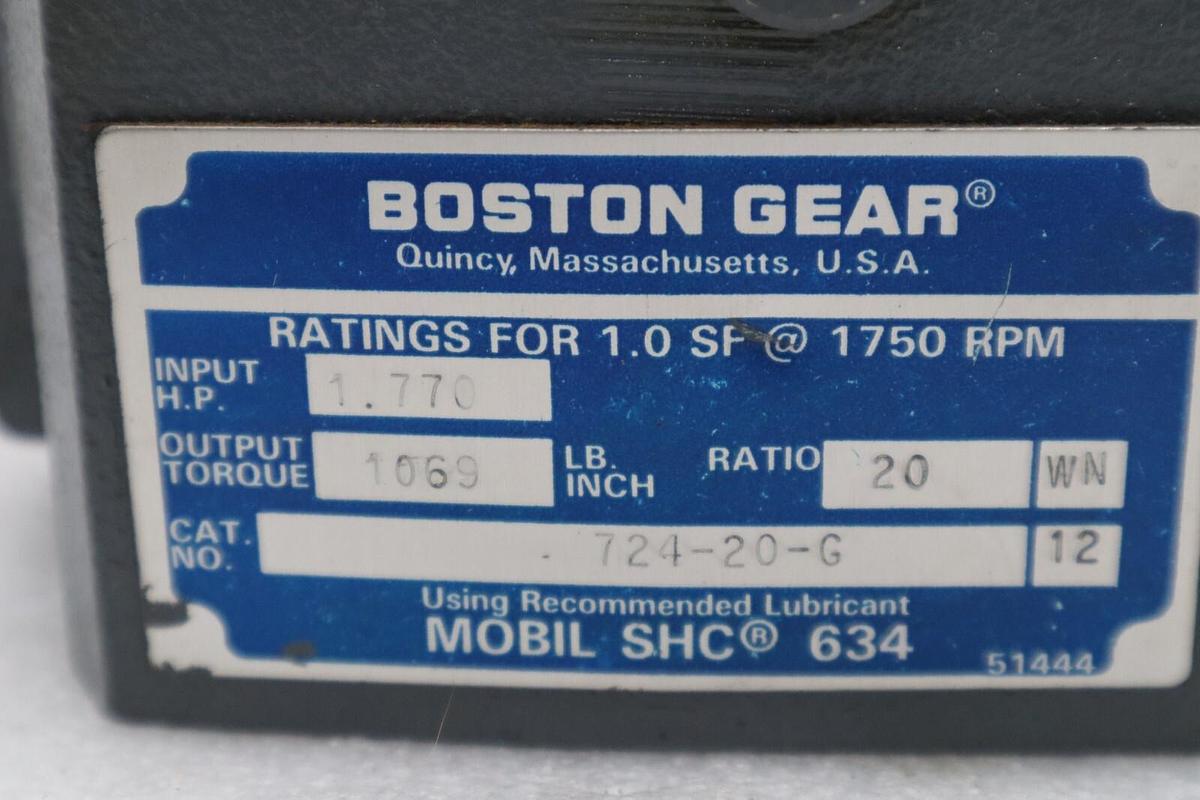 BOSTON GEAR®
Quincy, Massachusetts, U.S.A.
RATINGS FOR 1.0 SF @ 1750 RPM
INPUT H.P. 1.770
OUTPUT TORQUE 1069 LB. INCH RATIO 20 WN
CAT. NO. 724-20-G 12
Using Recommended Lubricant
MOBIL SHC® 634
51444